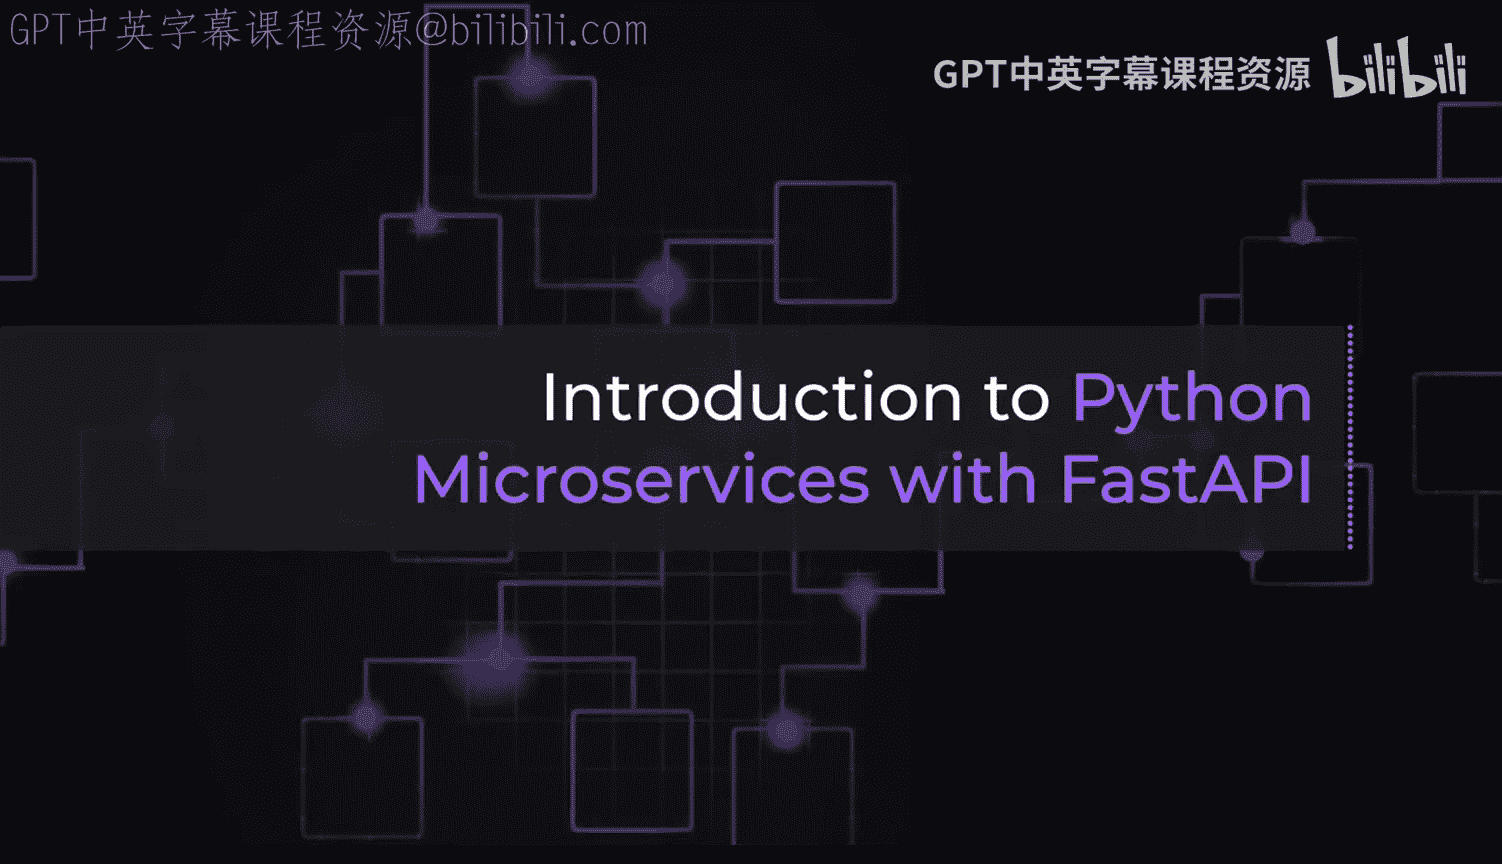 GPT中英字幕课程资源@bilibili.com
GPT中英字幕课程资源 bilibili
Introduction to Python
Microservices with FastAPI